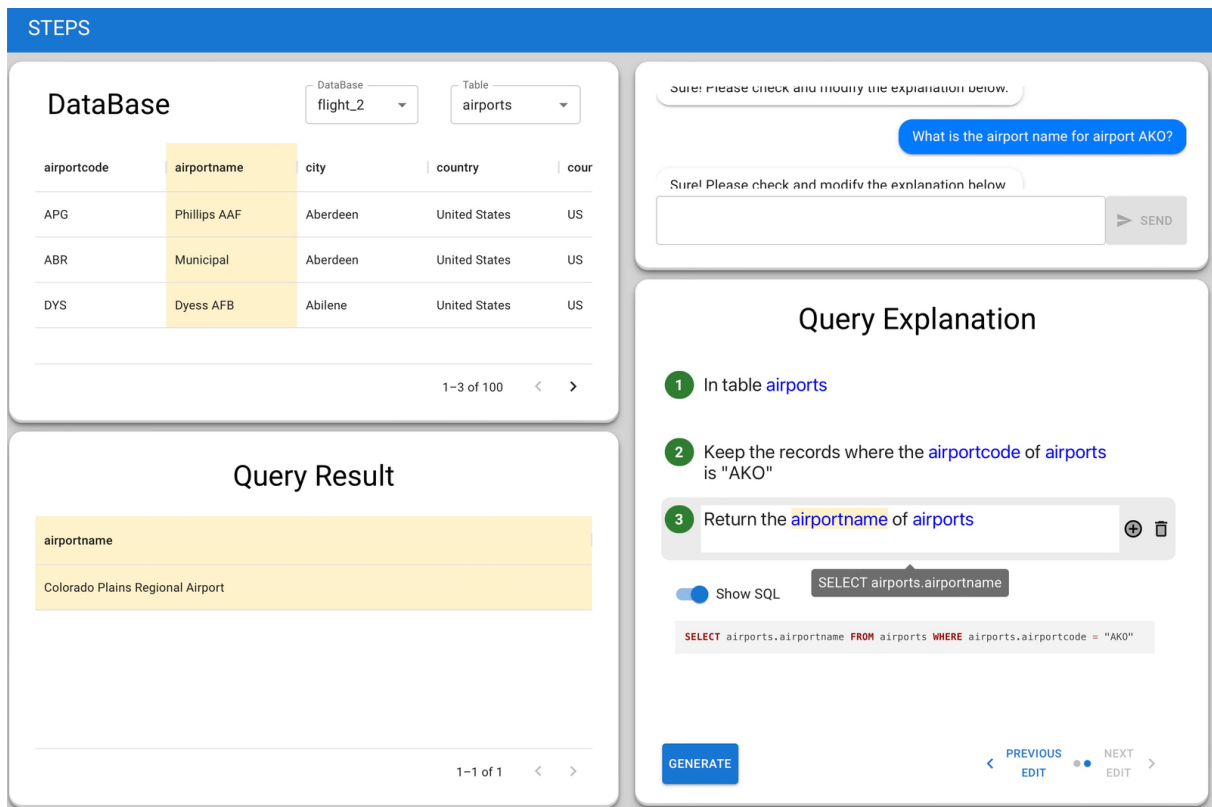 STEPS
DataBase
DataBase
flight_2
Table
airports
airportcode airportname city country cour
APG Phillips AAF Aberdeen United States US
ABR Municipal Aberdeen United States US
DYS Dyess AFB Abilene United States US
1–3 of 100
Query Result
airportname
Colorado Plains Regional Airport
1–1 of 1
Sure! Please check and modify the explanation below.
What is the airport name for airport AKO?
Sure! Please check and modify the explanation below
SEND
Query Explanation
1 In table airports
2 Keep the records where the airportcode of airports
is "AKO"
3 Return the airportname of airports
SELECT airports.airportname
Show SQL
SELECT airports.airportname FROM airports WHERE airports.airportcode = "AKO"
GENERATE
PREVIOUS
EDIT
NEXT
EDIT